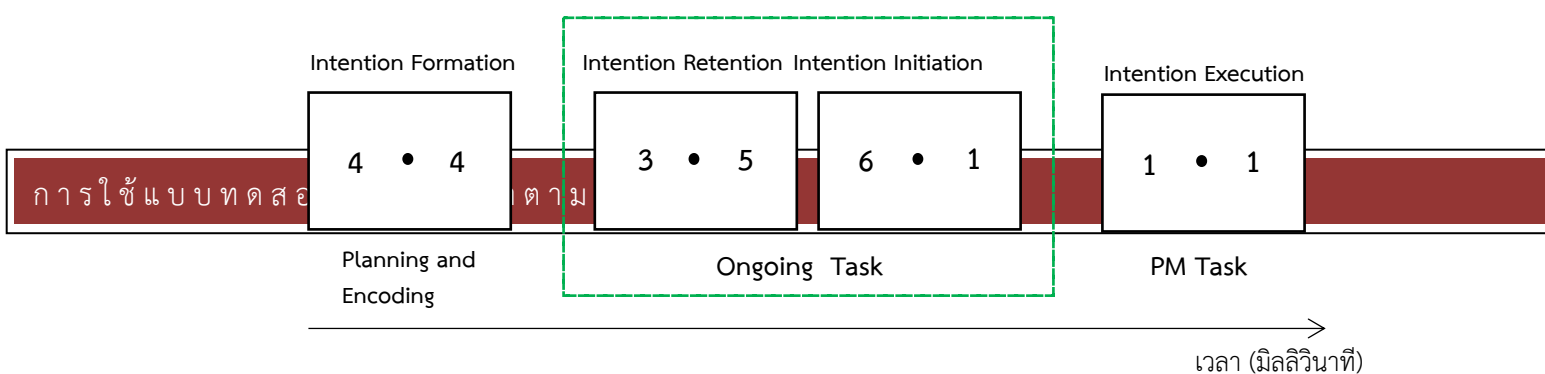 Intention Formation
Intention Retention Intention Initiation
Intention Execution
4 • 4
3 • 5
6 • 1
1 • 1
การใช้แบบทดส
ตาม
Planning and
Encoding
Ongoing Task
PM Task
เวลา (มิลลิวินาที)